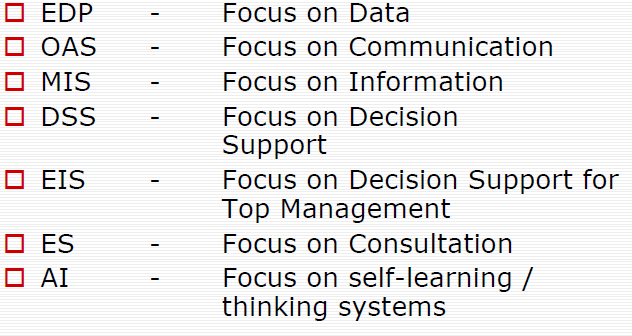 EDP - Focus on Data
OAS - Focus on Communication
MIS - Focus on Information
DSS - Focus on Decision
Support
EIS - Focus on Decision Support for
Top Management
ES - Focus on Consultation
AI - Focus on self-learning /
thinking systems